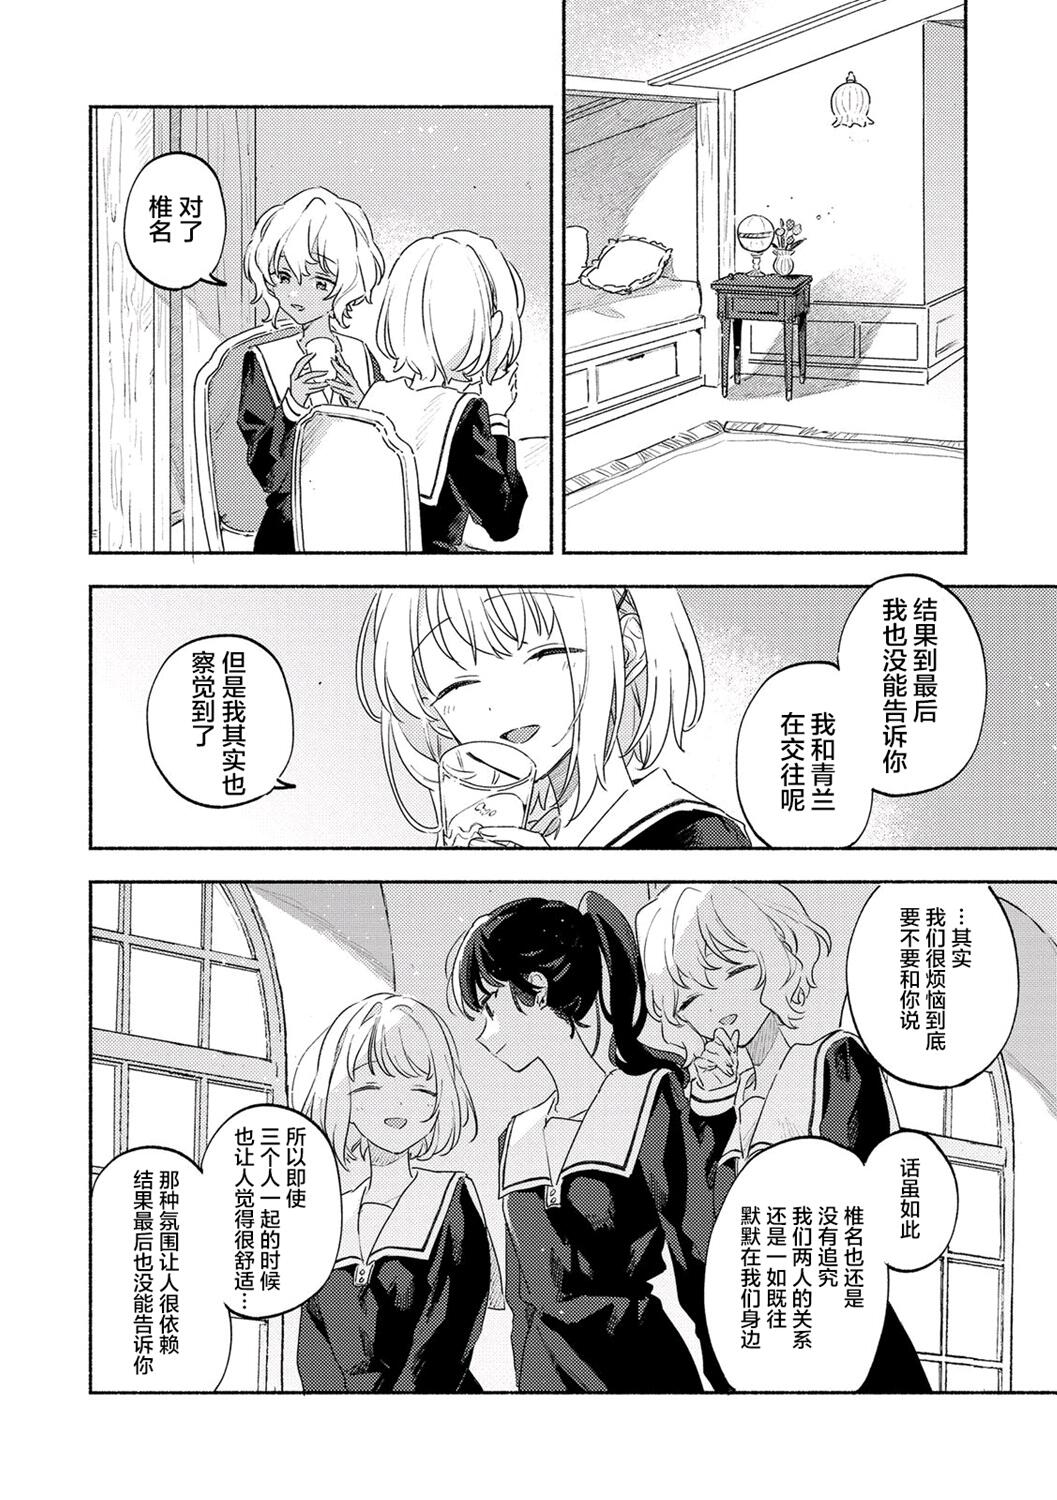 对了
椎名
结果到最后
我也没能告诉你
我和青兰
在交往呢
但是我其实也
察觉到了
…其实
我们很烦恼到底
要不要和你说
话虽如此
椎名也还是
没有追究
我们两人的关系
还是一如既往
默默在我们身边
所以即使
三个人一起的时候
也让人觉得很舒适…
那种氛围让人很依赖
结果最后也没能告诉你